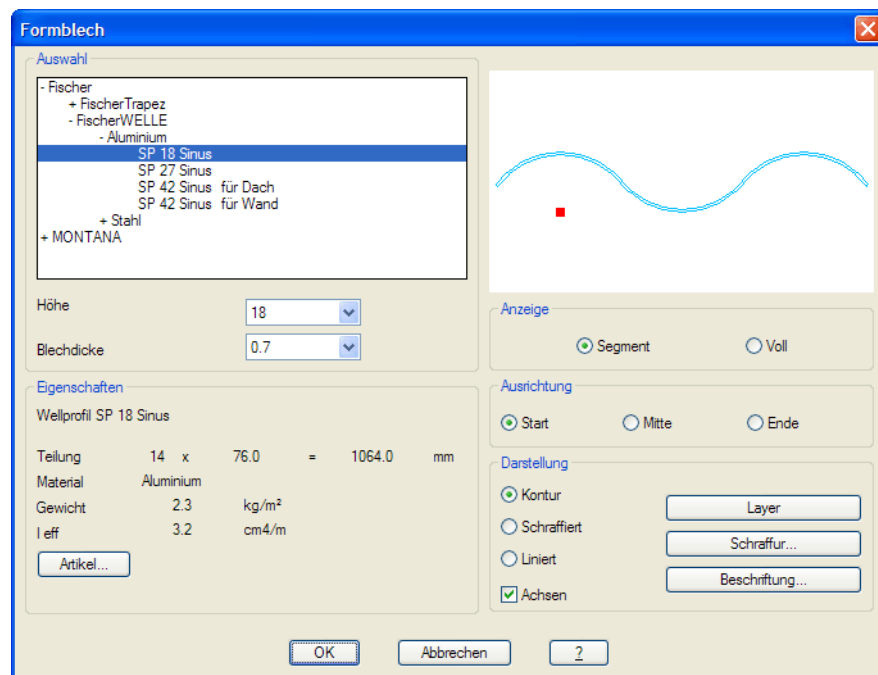 Formblech
Auswahl
- Fischer
+ FischerTrapez
- FischerWELLE
- Aluminium
SP 18 Sinus
SP 27 Sinus
SP 42 Sinus für Dach
SP 42 Sinus für Wand
+ Stahl
+ MONTANA
Höhe 18
Blechdicke 0.7
Eigenschaften
Wellprofil SP 18 Sinus
Teilung 14 x 76.0 = 1064.0 mm
Material Aluminium
Gewicht 2.3 kg/m²
I eff 3.2 cm4/m
Artikel...
Anzeige
Segment Voll
Ausrichtung
Start Mitte Ende
Darstellung
Kontur
Schraffiert
Liniert
Achsen
Layer
Schraffur...
Beschriftung...
OK Abbrechen ?